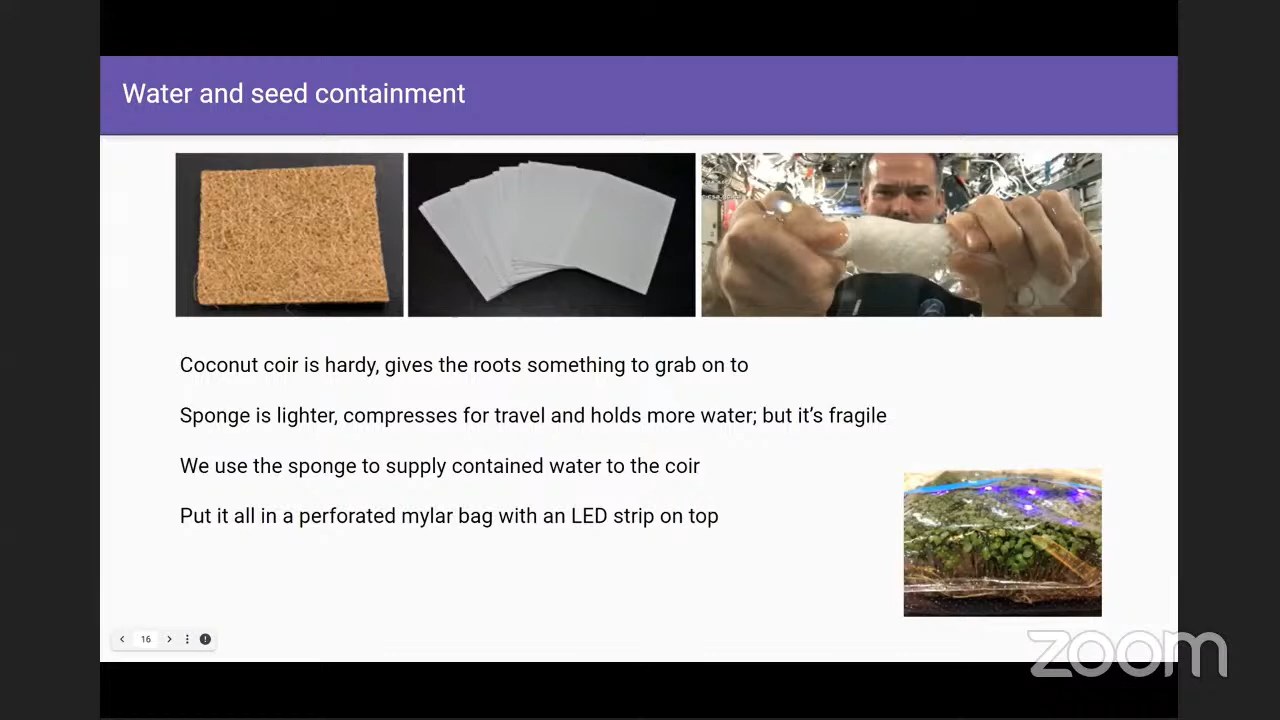 Water and seed containment
Coconut coir is hardy, gives the roots something to grab on to
Sponge is lighter, compresses for travel and holds more water; but it’s fragile
We use the sponge to supply contained water to the coir
Put it all in a perforated mylar bag with an LED strip on top
16
zoom